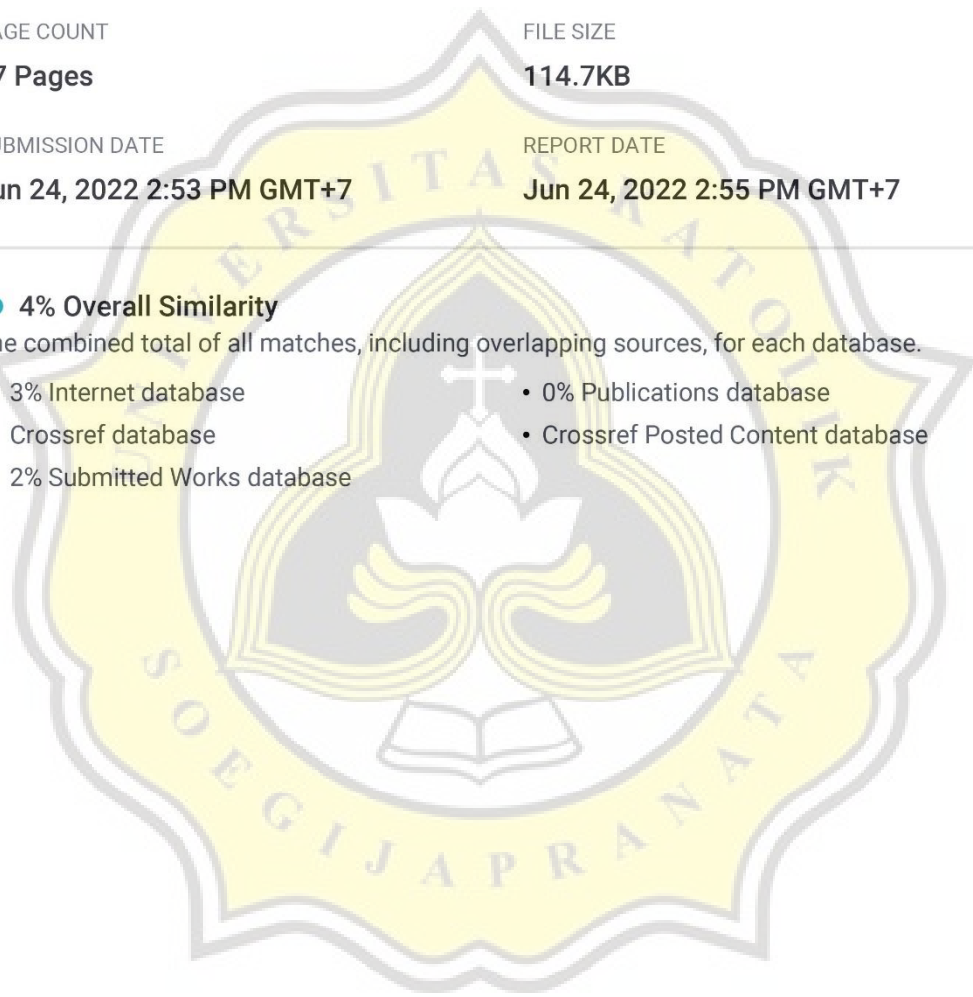 AGE COUNT
FILE SIZE
7 Pages
114.7KB
UBMISSION DATE
REPORT DATE
un 24, 2022 2:53 PM GMT+7
Jun 24, 2022 2:55 PM GMT+7
4% Overall Similarity
he combined total of all matches, including overlapping sources, for each database.
3% Internet database
• 0% Publications database
Crossref database
• Crossref Posted Content database
2% Submitted Works database
UNIVERSITAS KATOLIK
SOEGIJAPRANATA